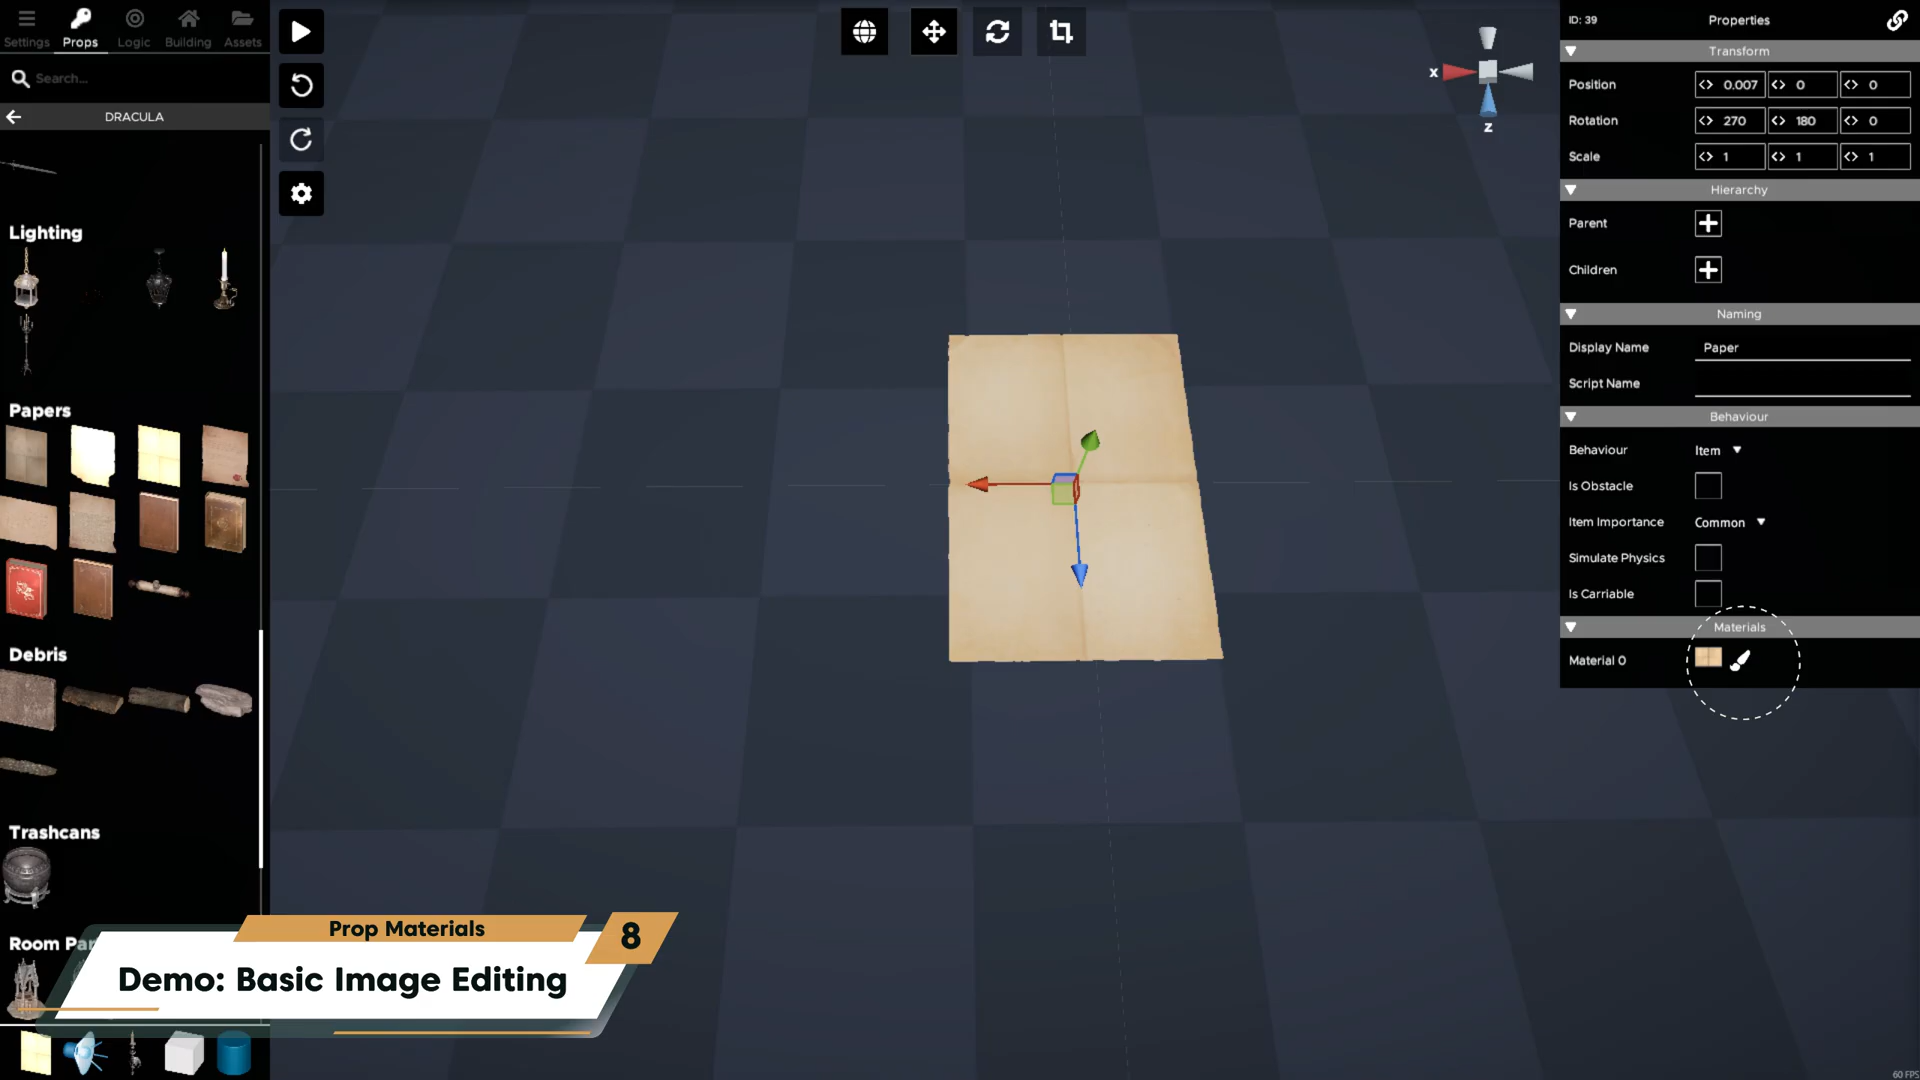 Settings
Props
Logic
Building
Assets
Search...
DRACULA
Lighting
Papers
Debris
Trashcans
Room Pa
X
Z
ID: 39
Properties
Transform
Position 0.007 0 0
Rotation 270 180 0
Scale 1 1 1
Hierarchy
Parent
Children
Naming
Display Name Paper
Script Name
Behaviour
Behaviour Item
Is Obstacle
Item Importance Common
Simulate Physics
Is Carriable
Materials
Material 0
Prop Materials
8
Demo: Basic Image Editing
60 FPS